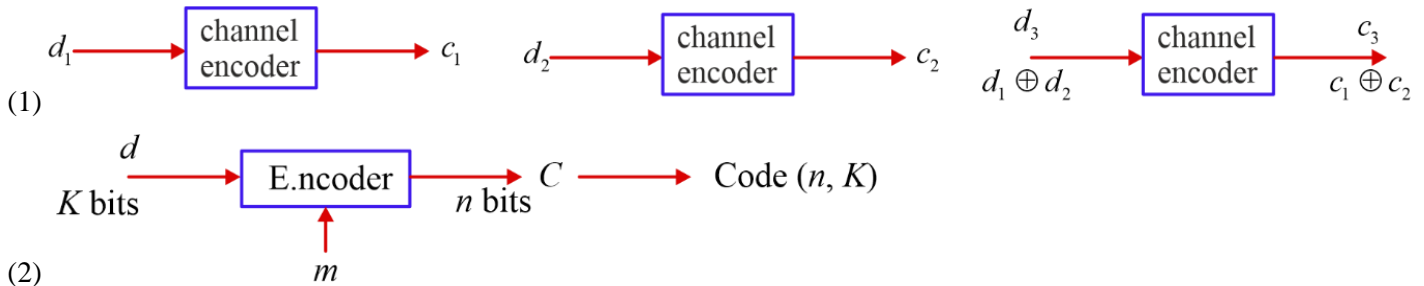 d₁ channel encoder c₁
d₂ channel encoder c₂
d₃ channel encoder c₃
d₁ ⊕ d₂ c₁ ⊕ c₂
(1)
d E.ncoder C Code (n, K)
K bits n bits
m
(2)